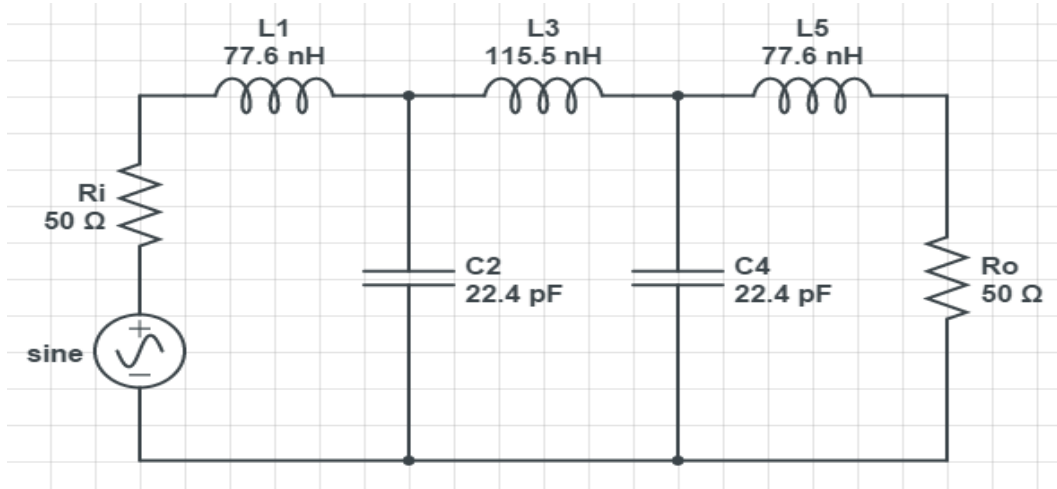 L1
77.6 nH
L3
115.5 nH
L5
77.6 nH
Ri
50 Ω
C2
22.4 pF
C4
22.4 pF
Ro
50 Ω
sine